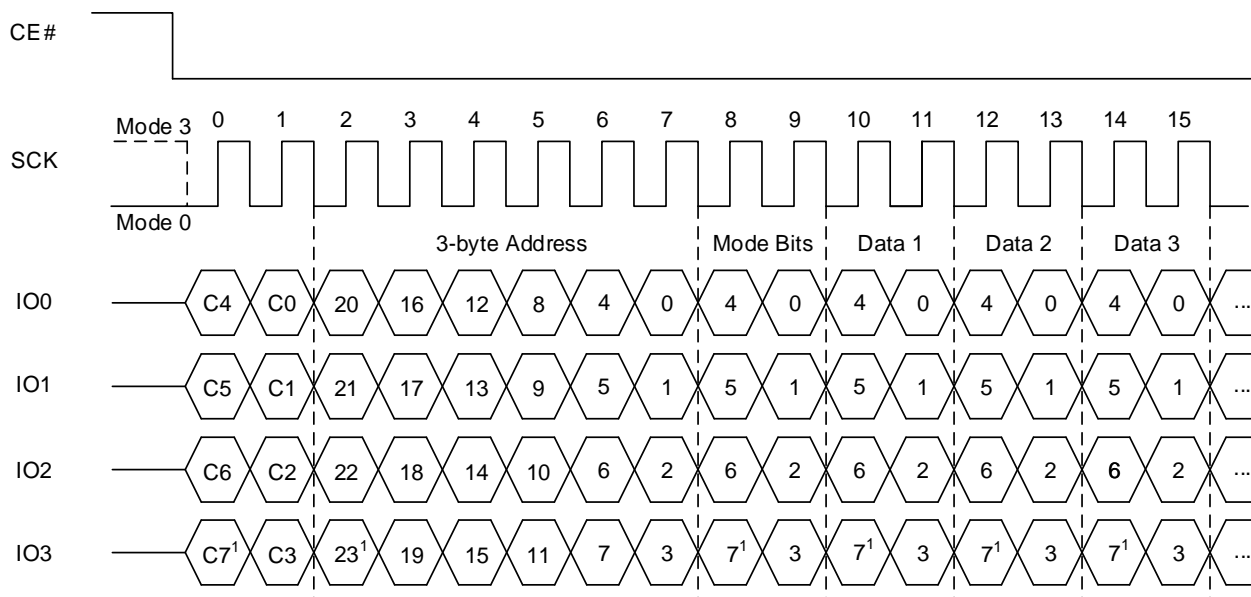 CE#
Mode 3 0 1 2 3 4 5 6 7 8 9 10 11 12 13 14 15
SCK
Mode 0
3-byte Address Mode Bits Data 1 Data 2 Data 3
IO0 C4 C0 20 16 12 8 4 0 4 0 4 0 4 0 4 0 ...
IO1 C5 C1 21 17 13 9 5 1 5 1 5 1 5 1 5 1 ...
IO2 C6 C2 22 18 14 10 6 2 6 2 6 2 6 2 6 2 ...
IO3 C7¹ C3 23¹ 19 15 11 7 3 7¹ 3 7¹ 3 7¹ 3 7¹ 3 ...